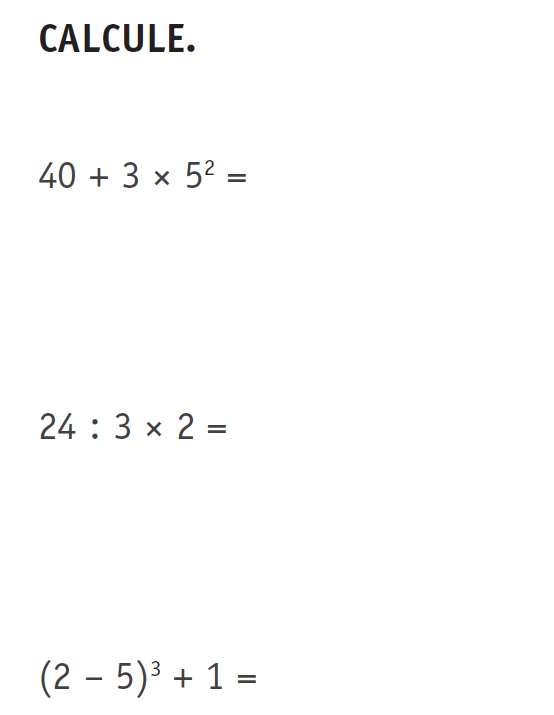 CALCULE.
40 + 3 × 5² =
24 : 3 × 2 =
(2 – 5)³ + 1 =